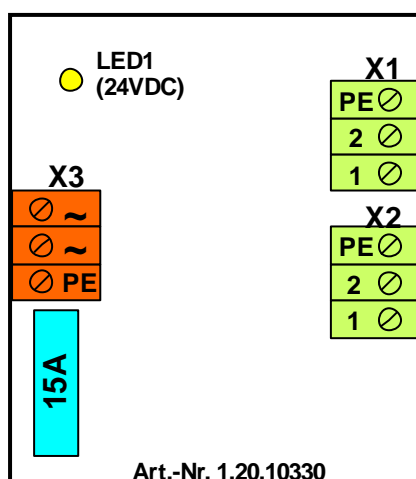 LED1
(24VDC)
X1
PE
2
1
X3
~
~
PE
X2
PE
2
1
15A
Art.-Nr. 1.20.10330